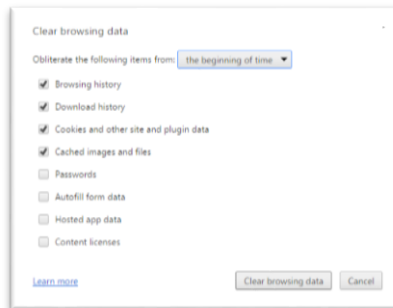 Clear browsing data
Obliterate the following items from: the beginning of time
Browsing history
Download history
Cookies and other site and plugin data
Cached images and files
Passwords
Autofill form data
Hosted app data
Content licenses
Learn more Clear browsing data Cancel